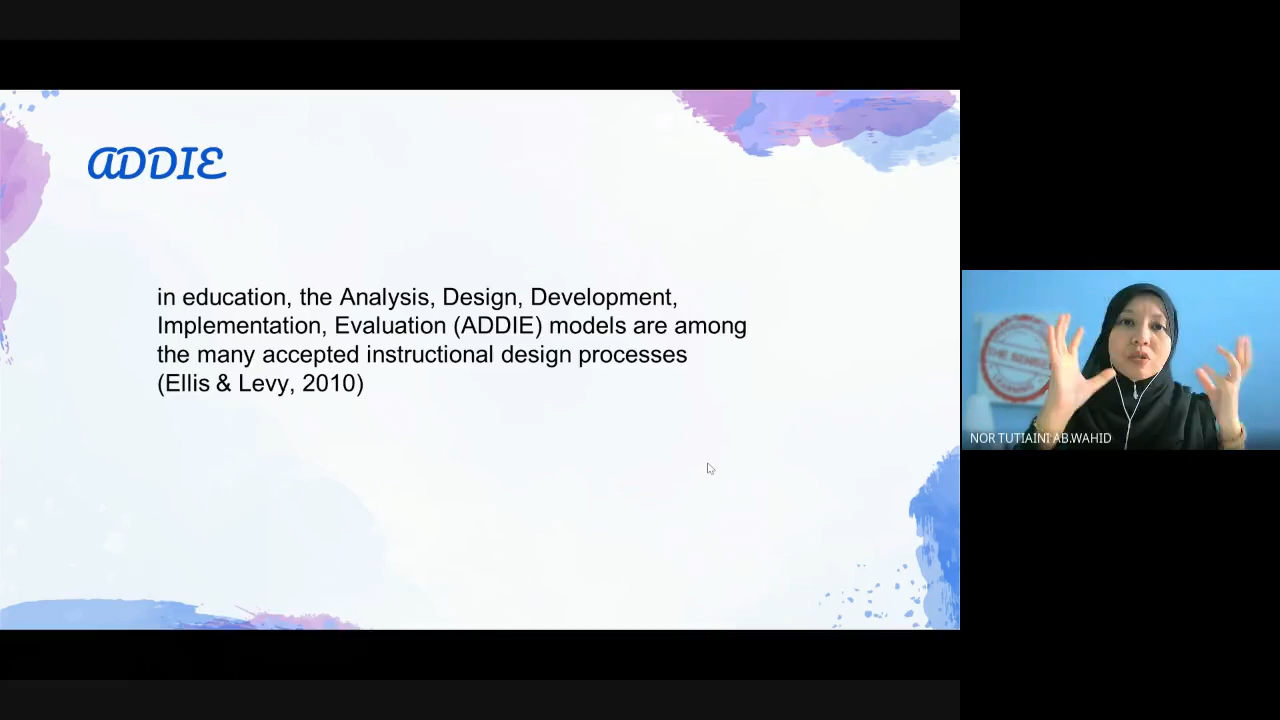 ADDIE
in education, the Analysis, Design, Development,
Implementation, Evaluation (ADDIE) models are among
the many accepted instructional design processes
(Ellis & Levy, 2010)
NOR TUTIAINI AB.WAHID